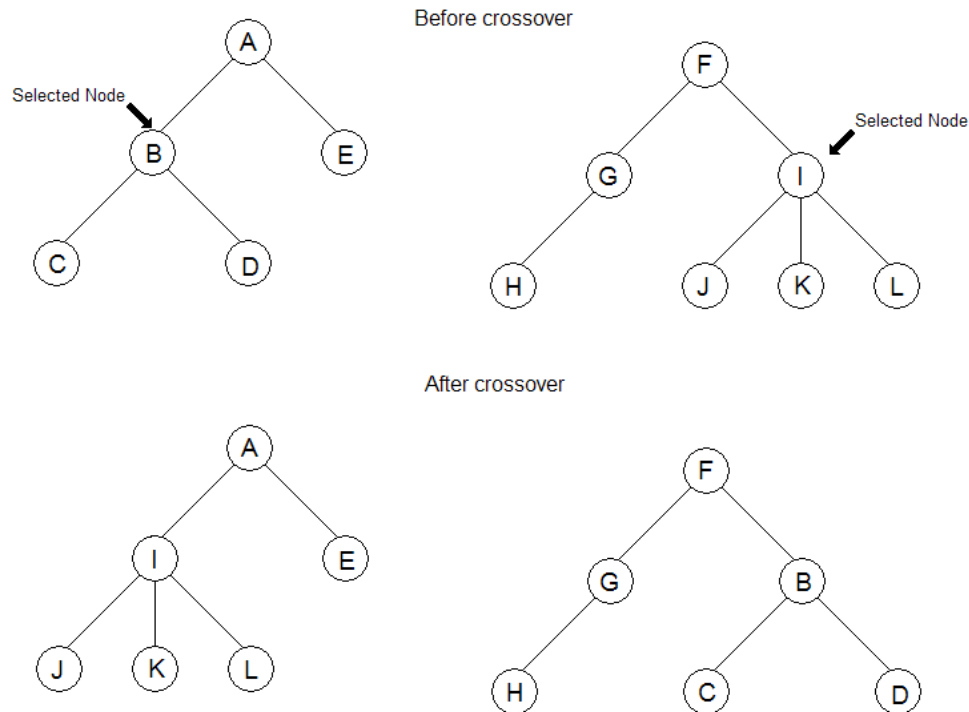 Before crossover
A
F
Selected Node
Selected Node
B
E
G
I
C
D
H
J
K
L
After crossover
A
F
I
E
G
B
J
K
L
H
C
D